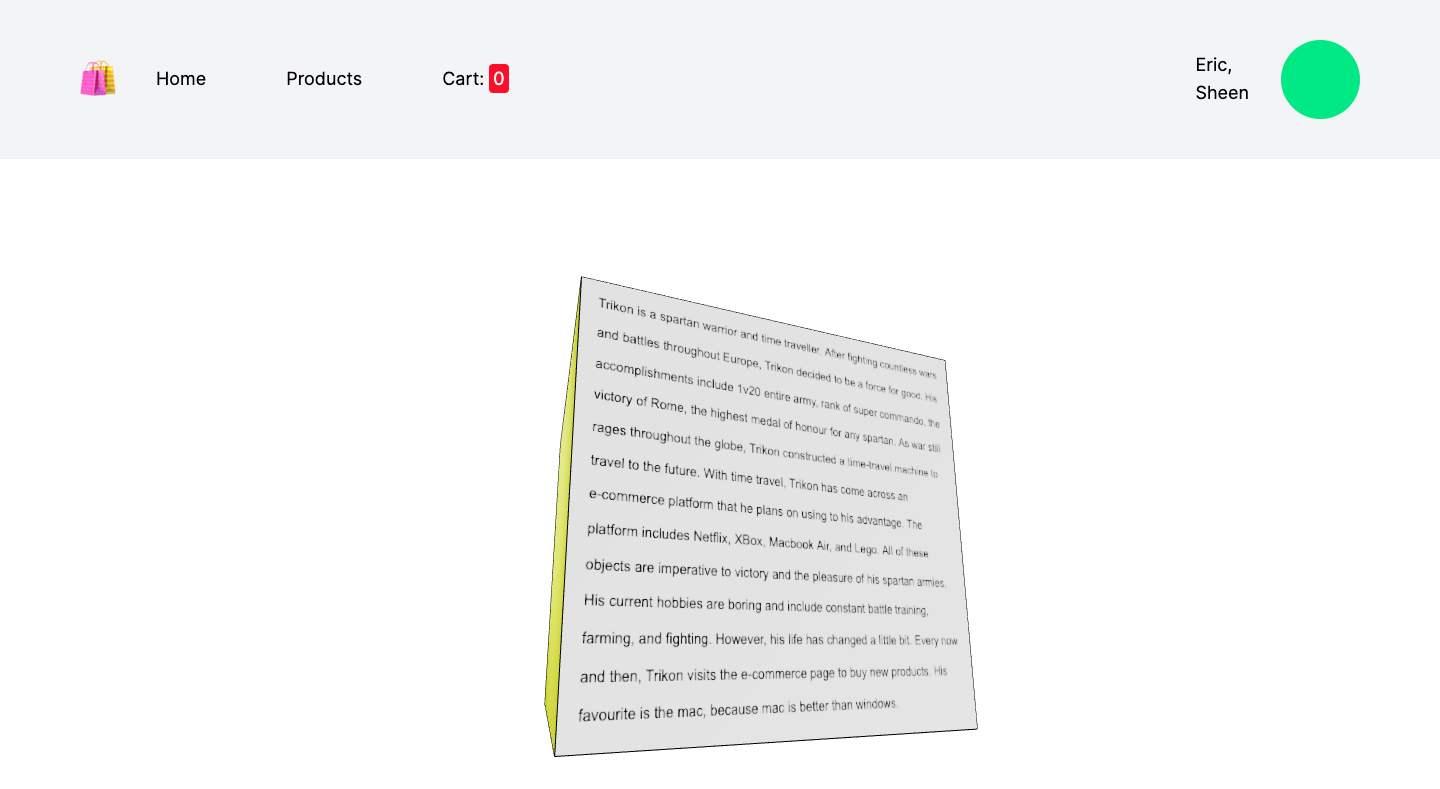 Home
Products
Cart: 0
Eric,
Sheen
Trikon is a spartan warrior and time traveller. After fighting countless wars
and battles throughout Europe, Trikon decided to be a force for good. His
accomplishments include 1v20 entire army, rank of super commando, the
victory of Rome, the highest medal of honour for any spartan. As war still
rages throughout the globe, Trikon constructed a time-travel machine to
travel to the future. With time travel, Trikon has come across an
e-commerce platform that he plans on using to his advantage. The
platform includes Netflix, XBox, Macbook Air, and Lego. All of these
objects are imperative to victory and the pleasure of his spartan armies.
His current hobbies are boring and include constant battle training,
farming, and fighting. However, his life has changed a little bit. Every now
and then, Trikon visits the e-commerce page to buy new products. His
favourite is the mac, because mac is better than windows.